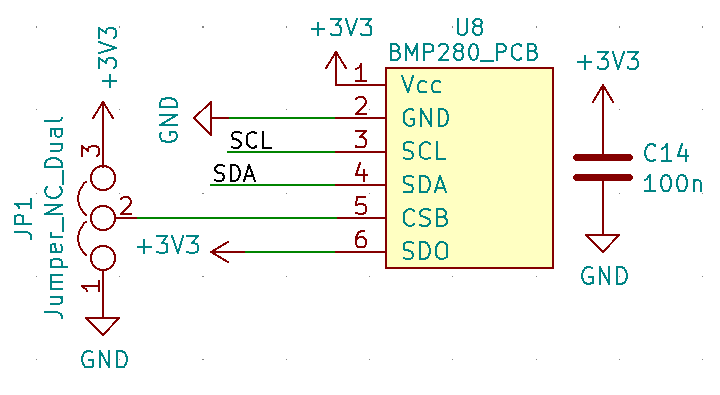 +3V3
U8
+3V3
BMP280_PCB
+3V3
1
Vcc
GND
2
GND
3
SCL
SCL
C14
3
4
SDA
SDA
100n
JP1
Jumper_NC_Dual
2
5
CSB
+3V3
6
SDO
1
GND
GND